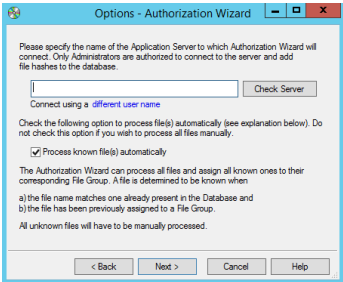 Options - Authorization Wizard
Please specify the name of the Application Server to which Authorization Wizard will
connect. Only Administrators are authorized to connect to the server and add
file hashes to the database.
Check Server
Connect using a different user name
Check the following option to process file(s) automatically (see explanation below). Do
not check this option if you wish to process all files manually.
Process known file(s) automatically
The Authorization Wizard can process all files and assign all known ones to their
corresponding File Group. A file is determined to be known when
a) the file name matches one already present in the Database and
b) the file has been previously assigned to a File Group.
All unknown files will have to be manually processed.
< Back Next > Cancel Help